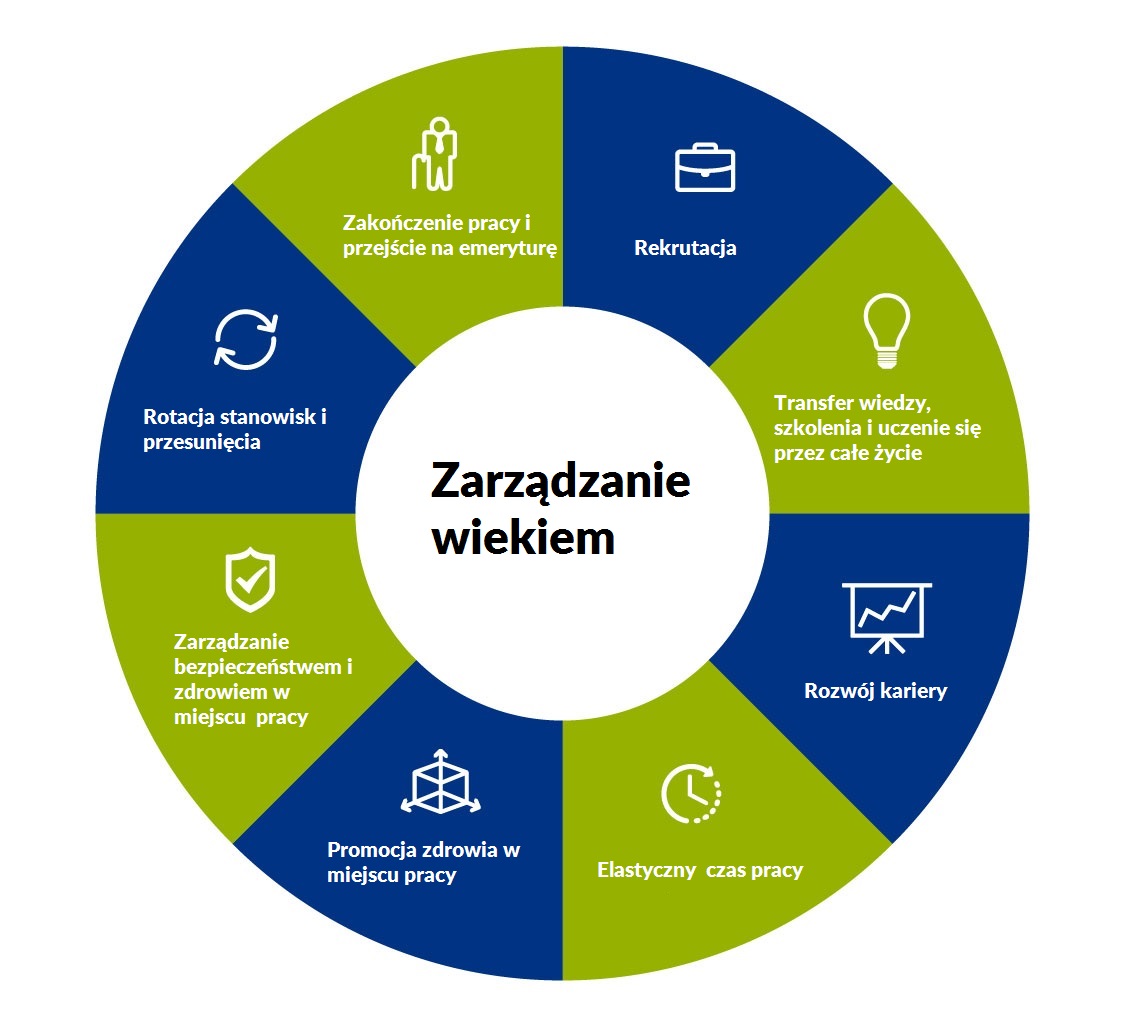 Zakończenie pracy i
przejście na emeryturę
Rekrutacja
Transfer wiedzy,
szkolenia i uczenie się
przez całe życie
Rozwój kariery
Elastyczny  czas pracy
Promocja zdrowia w
miejscu pracy
Zarządzanie
bezpieczeństwem i
zdrowiem w
miejscu  pracy
Rotacja stanowisk i
przesunięcia
Zarządzanie
wiekiem